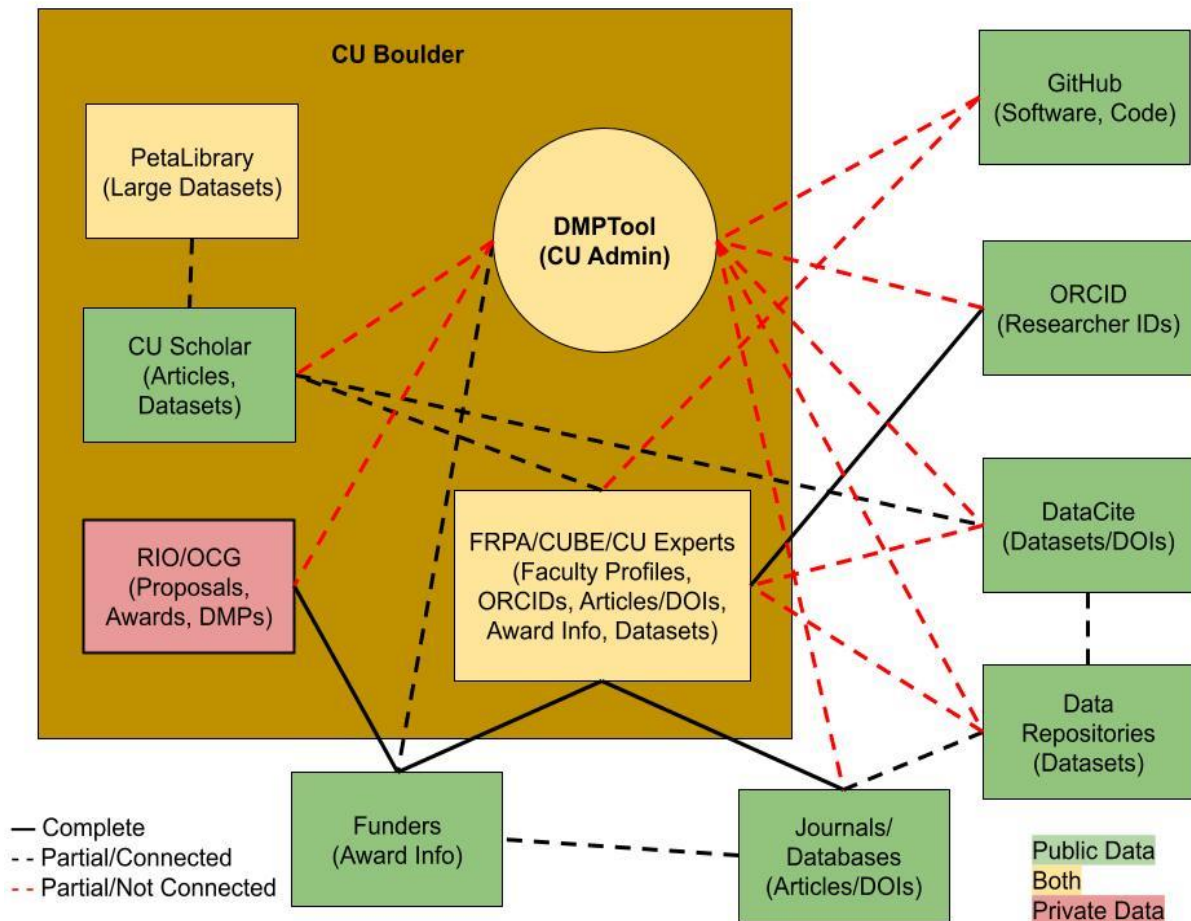 CU Boulder
PetaLibrary
(Large Datasets)
DMPTool
(CU Admin)
GitHub
(Software, Code)
ORCID
(Researcher IDs)
CU Scholar
(Articles,
Datasets)
RIO/OCG
(Proposals,
Awards, DMPs)
FRPA/CUBE/CU Experts
(Faculty Profiles,
ORCIDs, Articles/DOIs,
Award Info, Datasets)
DataCite
(Datasets/DOIs)
Data
Repositories
(Datasets)
Funders
(Award Info)
Journals/
Databases
(Articles/DOIs)
Complete
Partial/Connected
Partial/Not Connected
Public Data
Both
Private Data